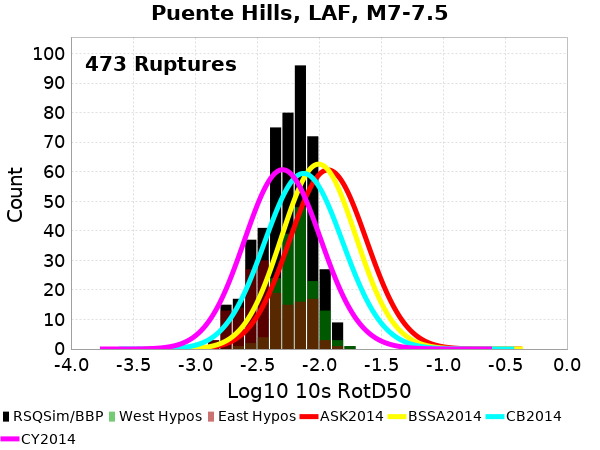 Puente Hills, LAF, M7-7.5
473 Ruptures
100
90
80
70
60
50
40
30
20
10
0
Count
-4.0 -3.5 -3.0 -2.5 -2.0 -1.5 -1.0 -0.5 0.0
Log10 10s RotD50
RSQSim/BBP West Hypos East Hypos ASK2014 BSSA2014 CB2014
CY2014